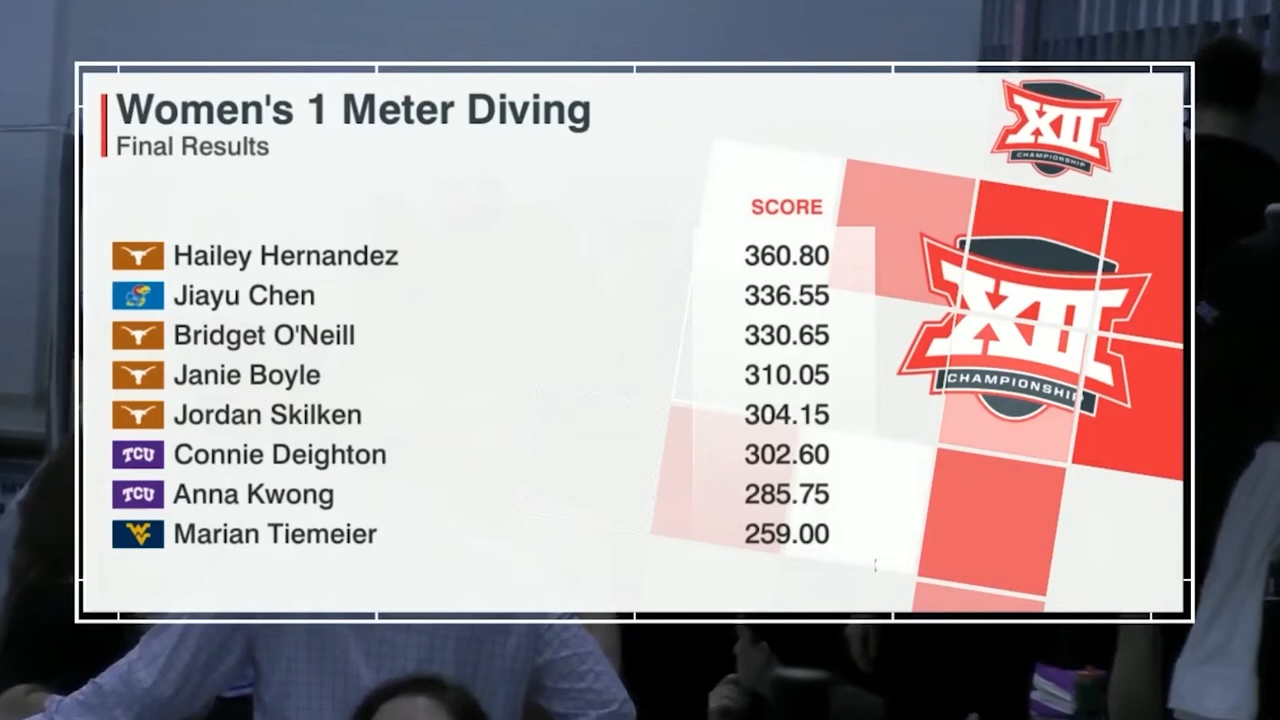 Women's 1 Meter Diving
Final Results
XII
CHAMPIONSHIP
SCORE
Hailey Hernandez 360.80
Jiayu Chen 336.55
Bridget O'Neill 330.65
Janie Boyle 310.05
Jordan Skilken 304.15
TCU Connie Deighton 302.60
TCU Anna Kwong 285.75
WV Marian Tiemeier 259.00
XII
CHAMPIONSHIP